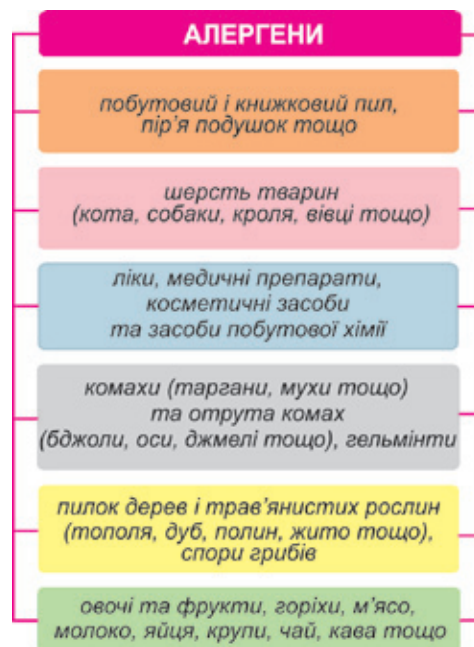 АЛЕРГЕНИ
побутовий і книжковий пил,
пір’я подушок тощо
шерсть тварин
(кота, собаки, кроля, вівці тощо)
ліки, медичні препарати,
косметичні засоби
та засоби побутової хімії
комахи (таргани, мухи тощо)
та отрута комах
(бджоли, оси, джмелі тощо), гельмінти
пилок дерев і трав’янистих рослин
(тополя, дуб, полин, жито тощо),
спори грибів
овочі та фрукти, горіхи, м’ясо,
молоко, яйця, крупи, чай, кава тощо